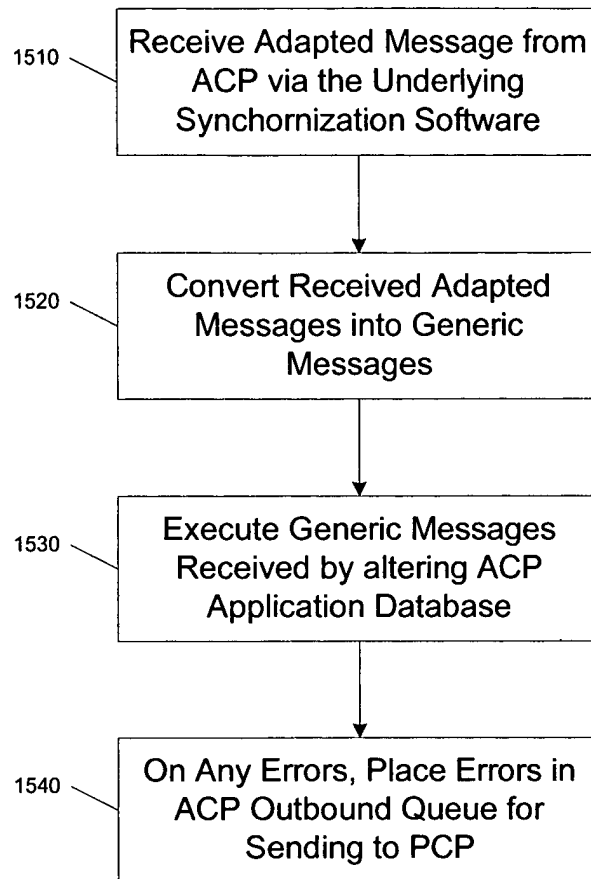 1510
Receive Adapted Message from
ACP via the Underlying
Synchornization Software
1520
Convert Received Adapted
Messages into Generic
Messages
1530
Execute Generic Messages
Received by altering ACP
Application Database
1540
On Any Errors, Place Errors in
ACP Outbound Queue for
Sending to PCP